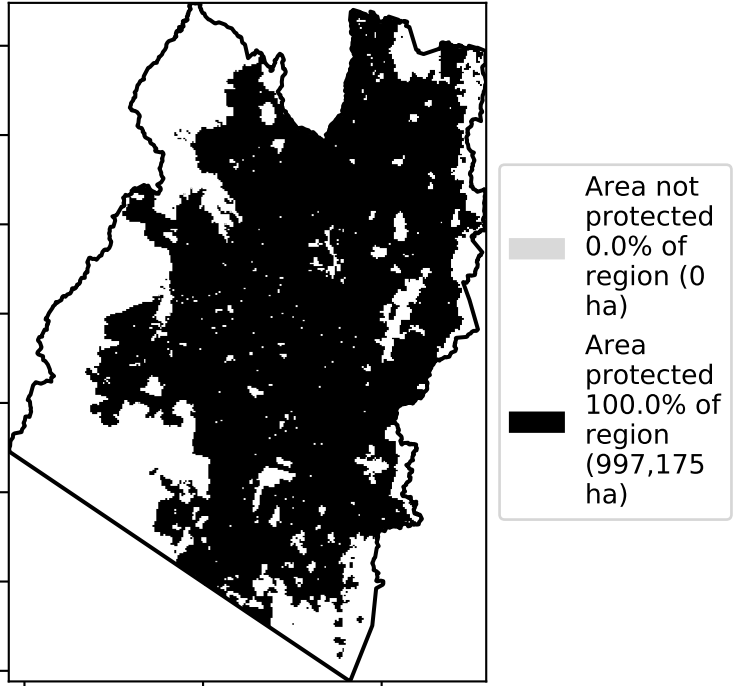 Area not
protected
0.0% of
region (0
ha)
Area
protected
100.0% of
region
(997,175
ha)